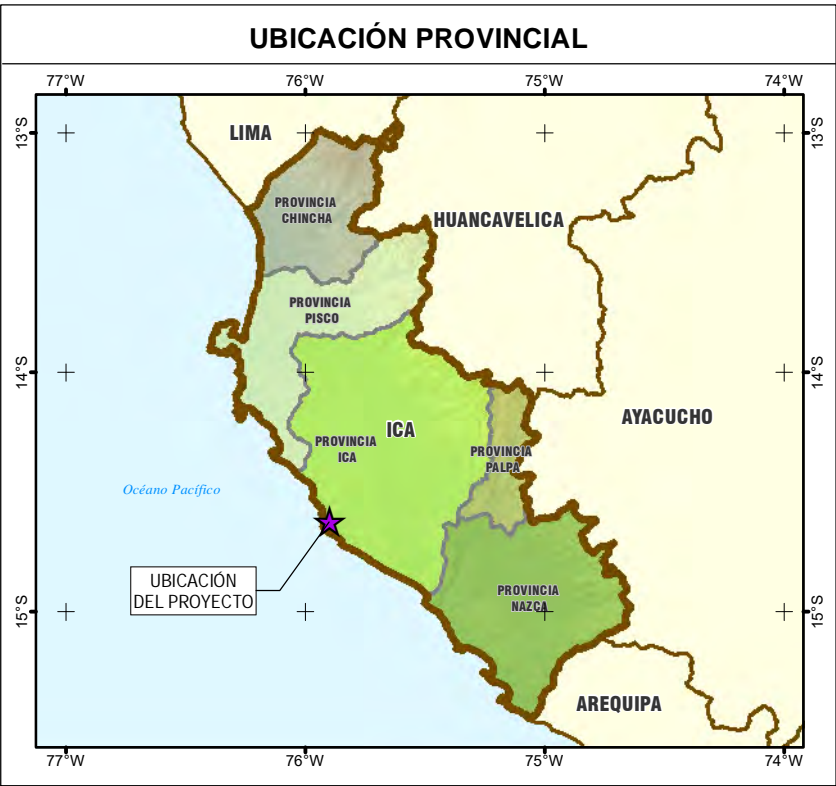 UBICACIÓN PROVINCIAL
77°W 76°W 75°W 74°W
13°S 13°S
LIMA
PROVINCIA
CHINCHA
HUANCAVELICA
PROVINCIA
PISCO
14°S 14°S
AYACUCHO
ICA
PROVINCIA
ICA
PROVINCIA
PALPA
Océano Pacífico
UBICACIÓN
DEL PROYECTO
PROVINCIA
NAZCA
15°S 15°S
AREQUIPA
77°W 76°W 75°W 74°W